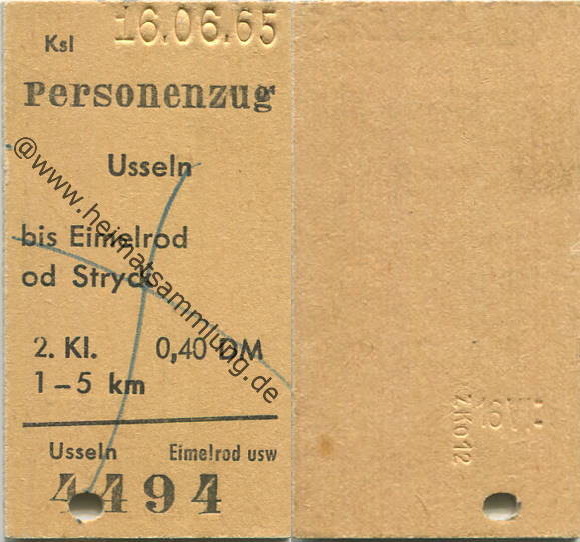 16.06.65
Ksl
Personenzug
Usseln
bis Eimelrod
od Stryck
2. Kl. 0,40 DM
1 – 5 km
Usseln Eimelrod usw
4494
@www.heimatsammlung.de